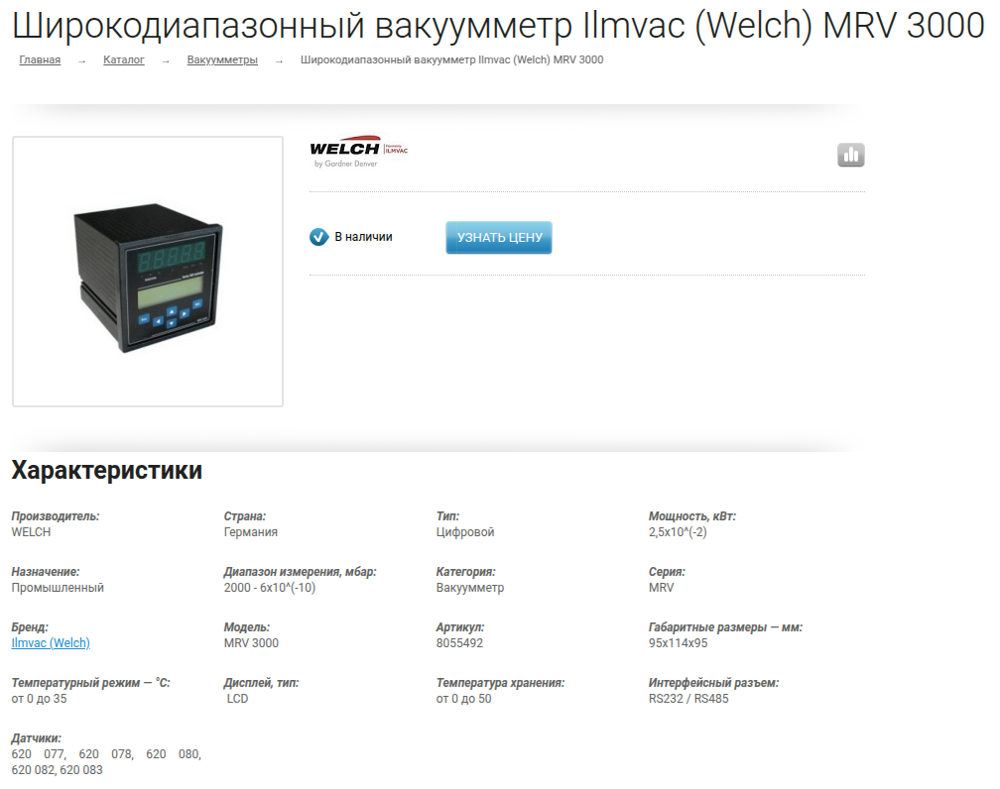 Широкодиапазонный вакуумметр Ilmvac (Welch) MRV 3000
Главная → Каталог → Вакуумметры → Широкодиапазонный вакуумметр Ilmvac (Welch) MRV 3000
WELCH
ILMVAC
by Gardner Denver
В наличии
УЗНАТЬ ЦЕНУ
Характеристики
Производитель: Страна: Тип: Мощность, кВт:
WELCH Германия Цифровой 2,5х10^(-2)
Назначение: Диапазон измерения, мбар: Категория: Серия:
Промышленный 2000 - 6х10^(-10) Вакуумметр MRV
Бренд: Модель: Артикул: Габаритные размеры — мм:
Ilmvac (Welch) MRV 3000 8055492 95х114х95
Температурный режим — °С: Дисплей, тип: Температура хранения: Интерфейсный разъем:
от 0 до 35 LCD от 0 до 50 RS232 / RS485
Датчики:
620 077, 620 078, 620 080,
620 082, 620 083